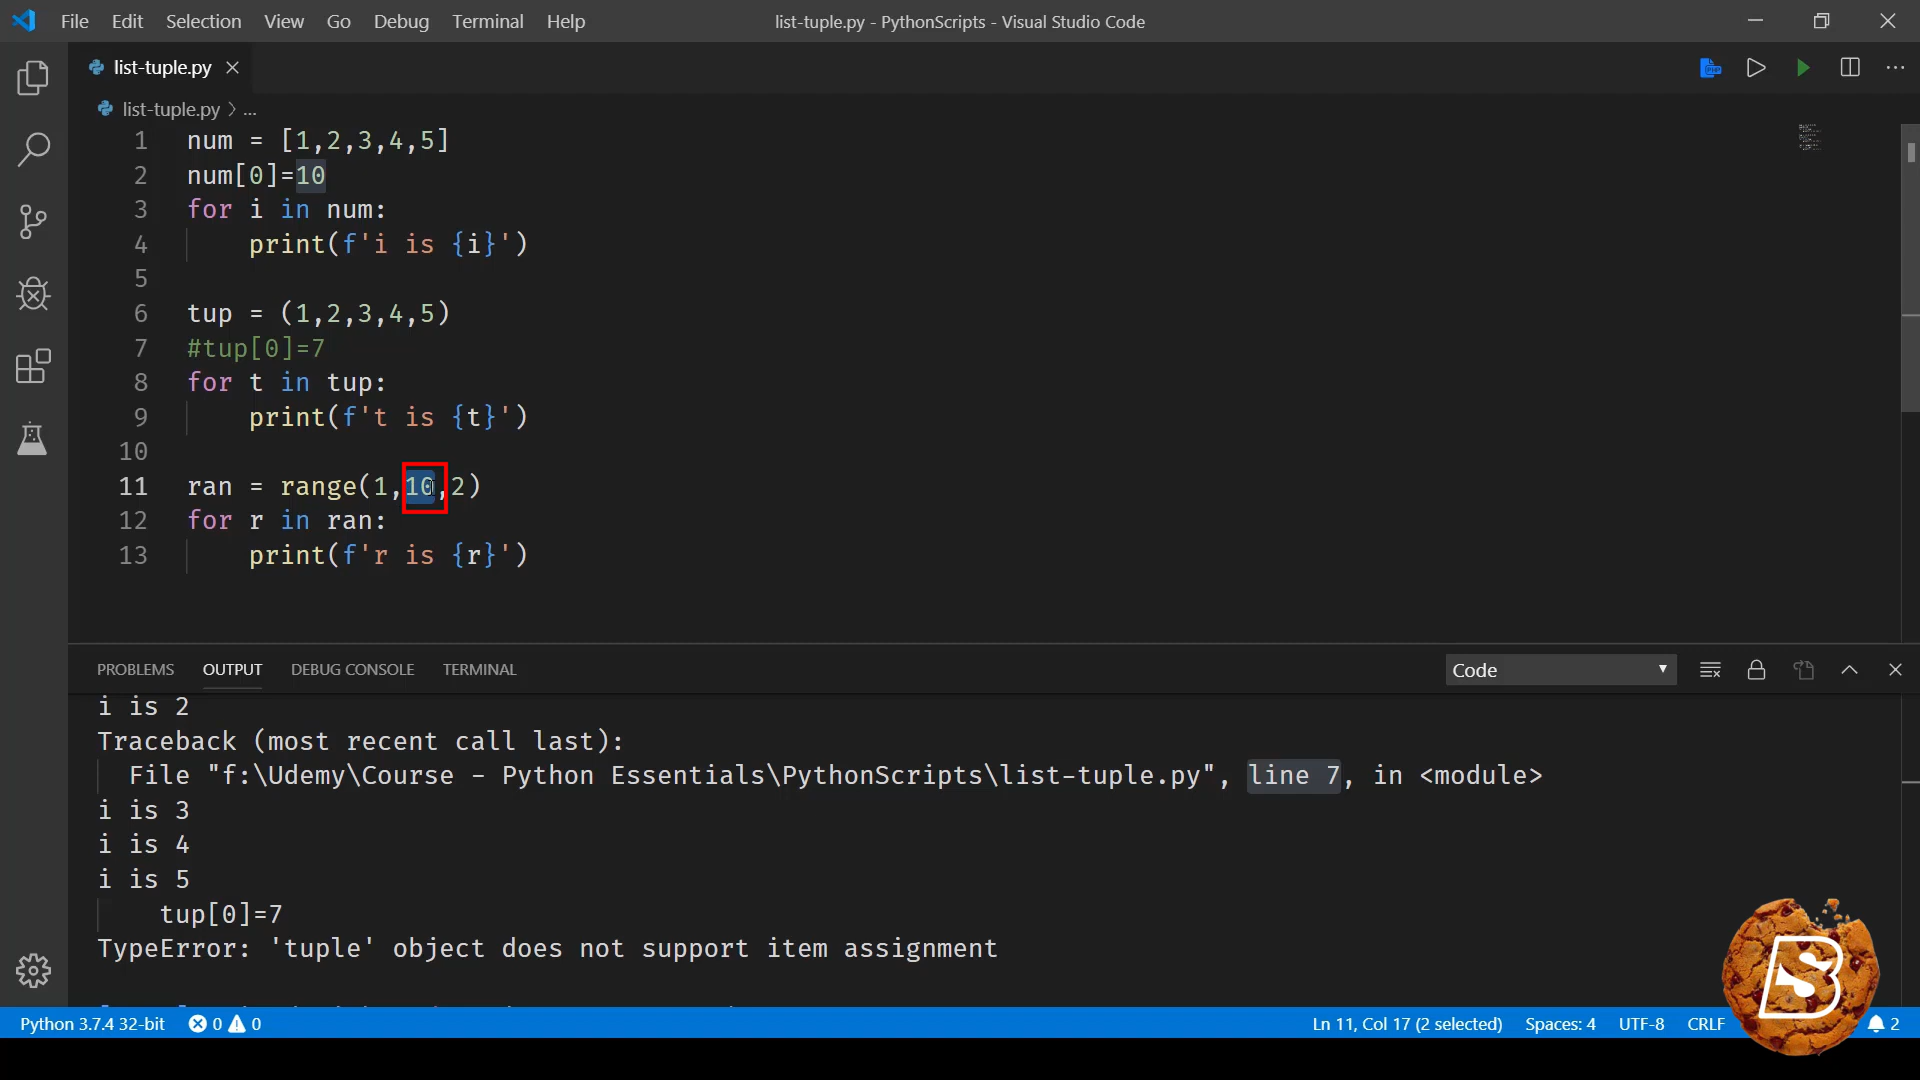 File Edit Selection View Go Debug Terminal Help list-tuple.py - PythonScripts - Visual Studio Code
list-tuple.py
list-tuple.py > ...
1 num = [1,2,3,4,5]
2 num[0]=10
3 for i in num:
4 print(f'i is {i}')
5
6 tup = (1,2,3,4,5)
7 #tup[0]=7
8 for t in tup:
9 print(f't is {t}')
10
11 ran = range(1,10,2)
12 for r in ran:
13 print(f'r is {r}')
PROBLEMS OUTPUT DEBUG CONSOLE TERMINAL Code
i is 2
Traceback (most recent call last):
File "f:\Udemy\Course - Python Essentials\PythonScripts\list-tuple.py", line 7, in <module>
i is 3
i is 4
i is 5
tup[0]=7
TypeError: 'tuple' object does not support item assignment
Python 3.7.4 32-bit 0 0 Ln 11, Col 17 (2 selected) Spaces: 4 UTF-8 CRLF 2